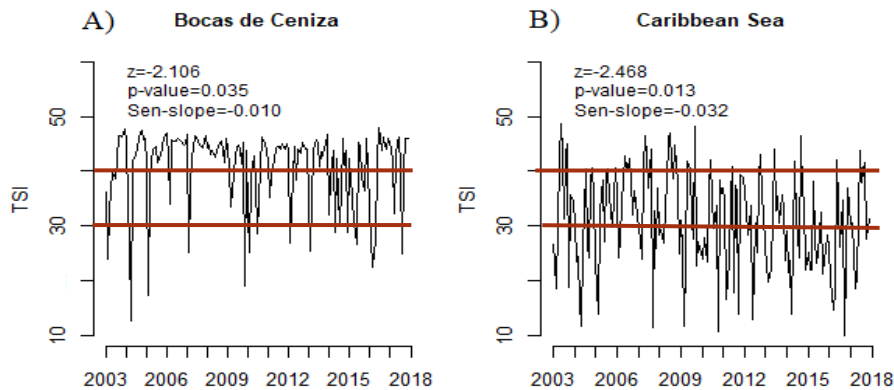 A) Bocas de Ceniza
z=-2.106
p-value=0.035
Sen-slope=-0.010
TSI
50
30
10
2003 2006 2009 2012 2015 2018
B) Caribbean Sea
z=-2.468
p-value=0.013
Sen-slope=-0.032
TSI
50
30
10
2003 2006 2009 2012 2015 2018